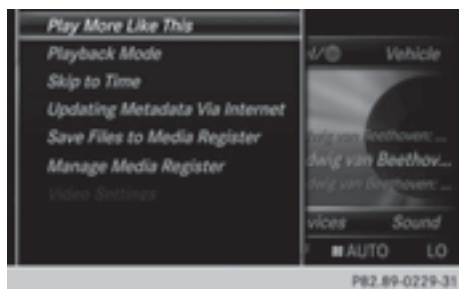 Play More Like This
Playback Mode
Skip to Time
Updating Metadata Via Internet
Save Files to Media Register
Manage Media Register
Video Settings
Vehicle
Beethoven: ...
dwig van Beethov...
dwig van Beethoven: ...
vices Sound
AUTO LO
P82.89-0229-31